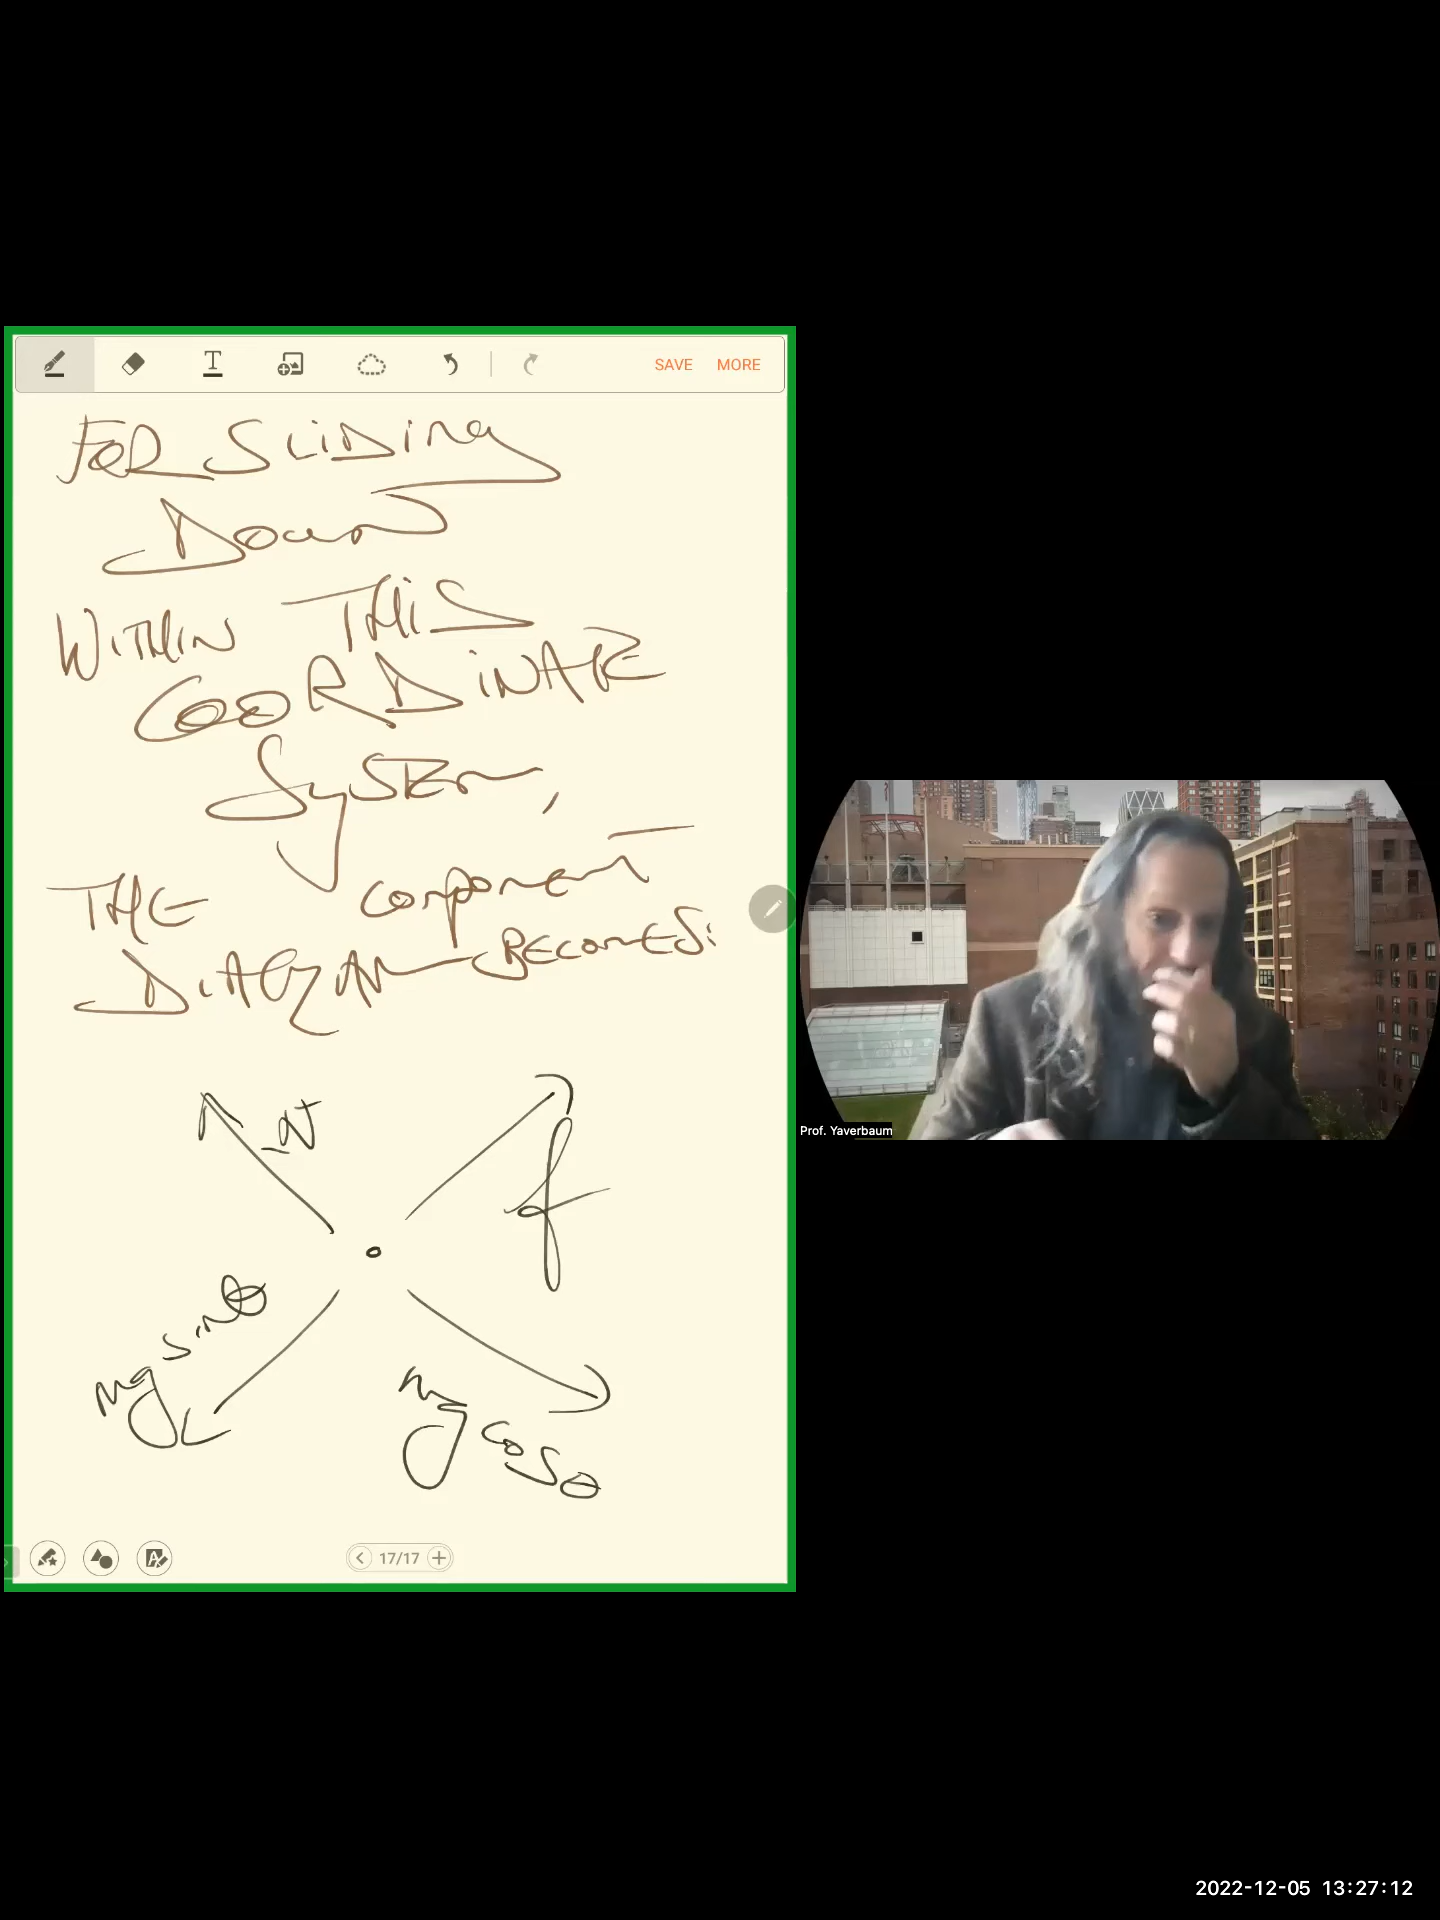 T
SAVE MORE
FOR SLIDING
DOWN
WITHIN THIS
COORDINATE
SYSTEM,
THE COMPONENT
DIAGRAM BECOMES:
N
f
mg sinθ
mg cosθ
17/17
Prof. Yaverbaum
2022-12-05 13:27:12